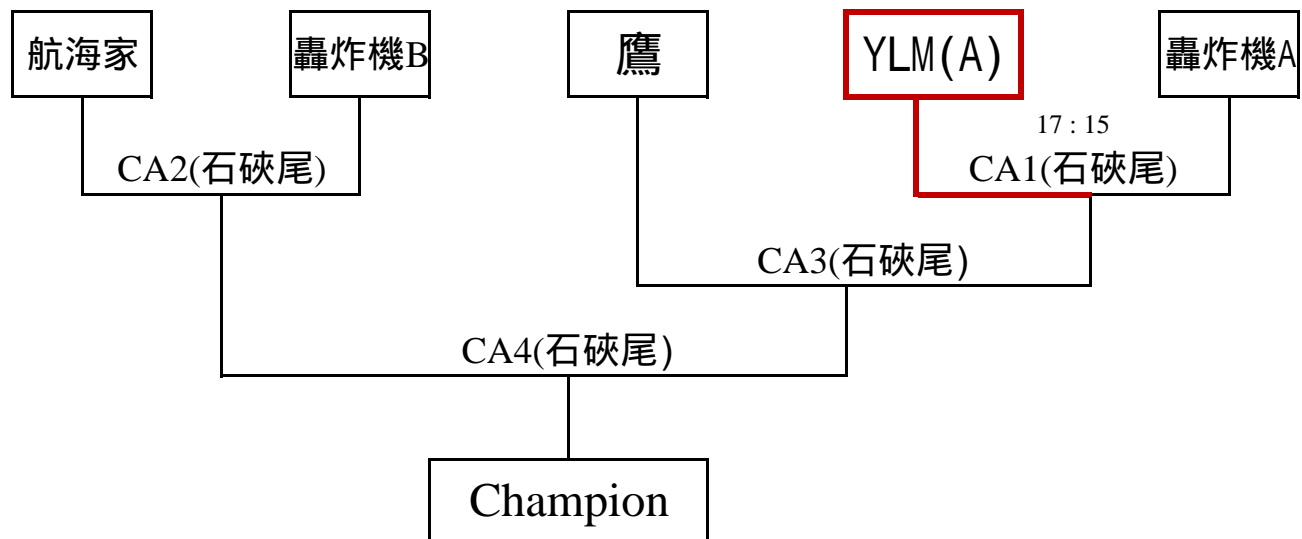 航海家
轟炸機B
鷹
YLM(A)
轟炸機A
17 : 15
CA2(石硤尾)
CA1(石硤尾)
CA3(石硤尾)
CA4(石硤尾)
Champion